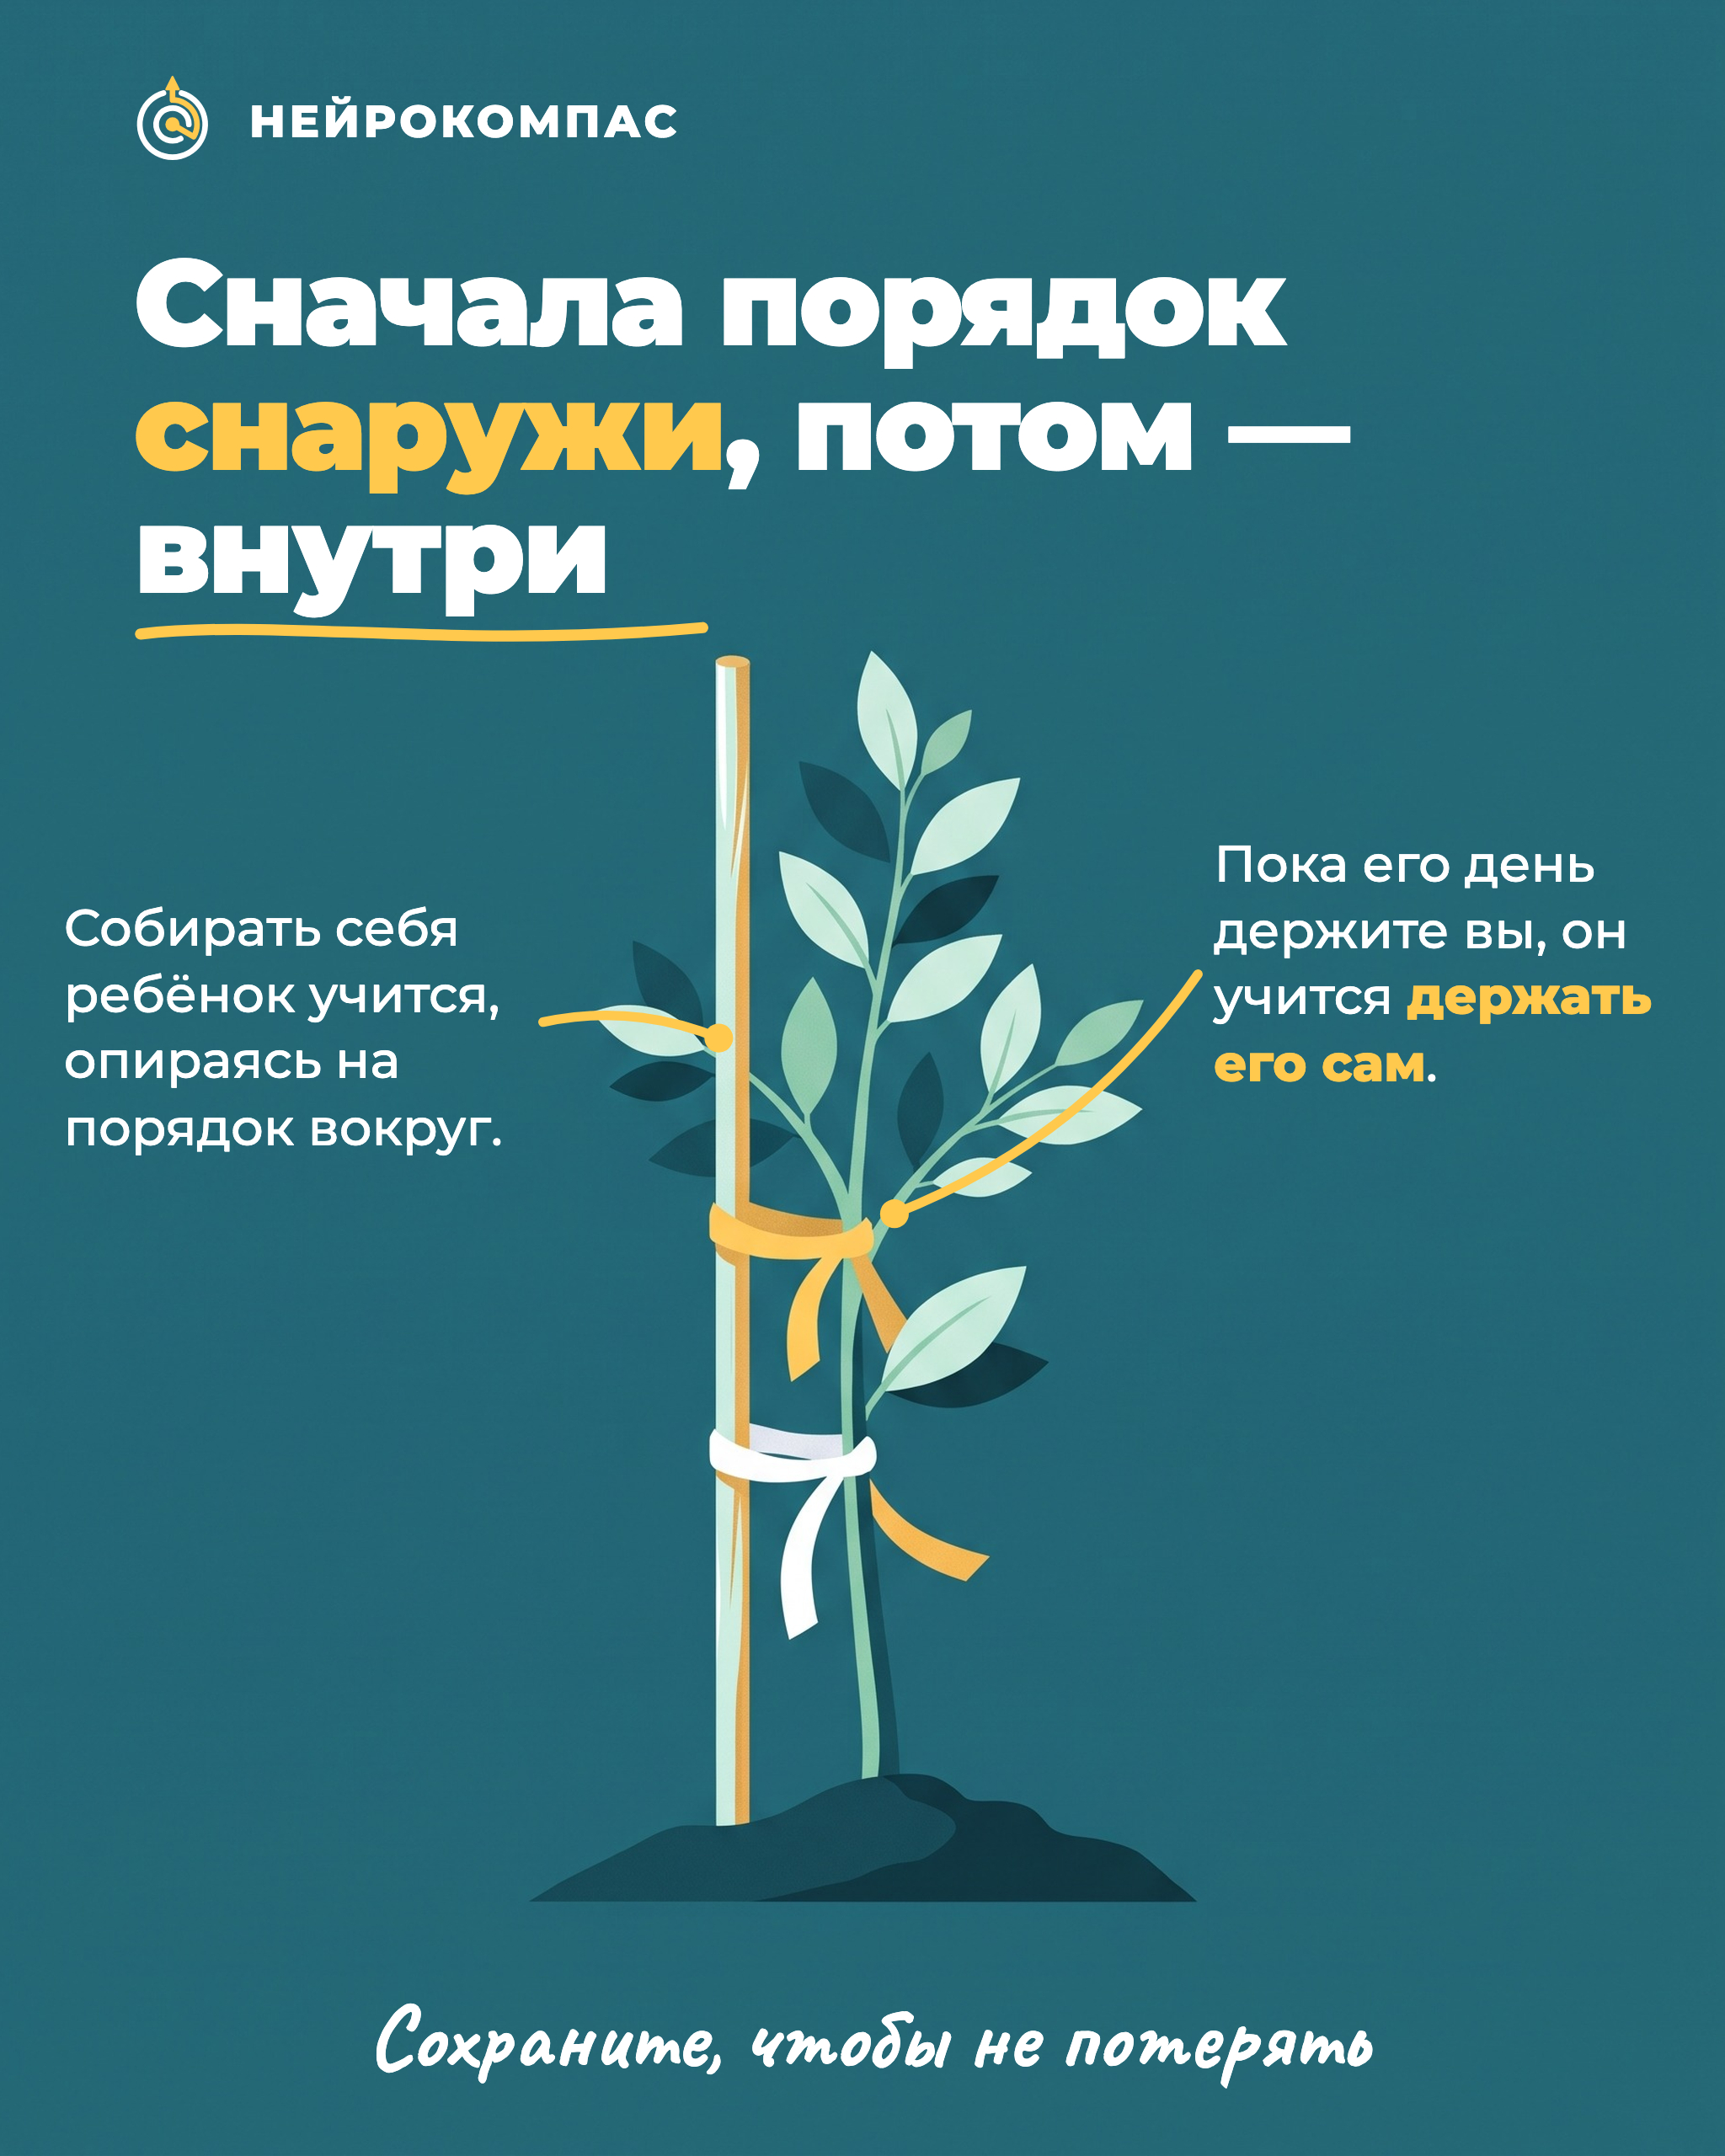 НЕЙРОКОМПАС
Сначала порядок
снаружи, потом —
внутри
Собирать себя
ребёнок учится,
опираясь на
порядок вокруг.
Пока его день
держите вы, он
учится держать
его сам.
Сохраните, чтобы не потерять